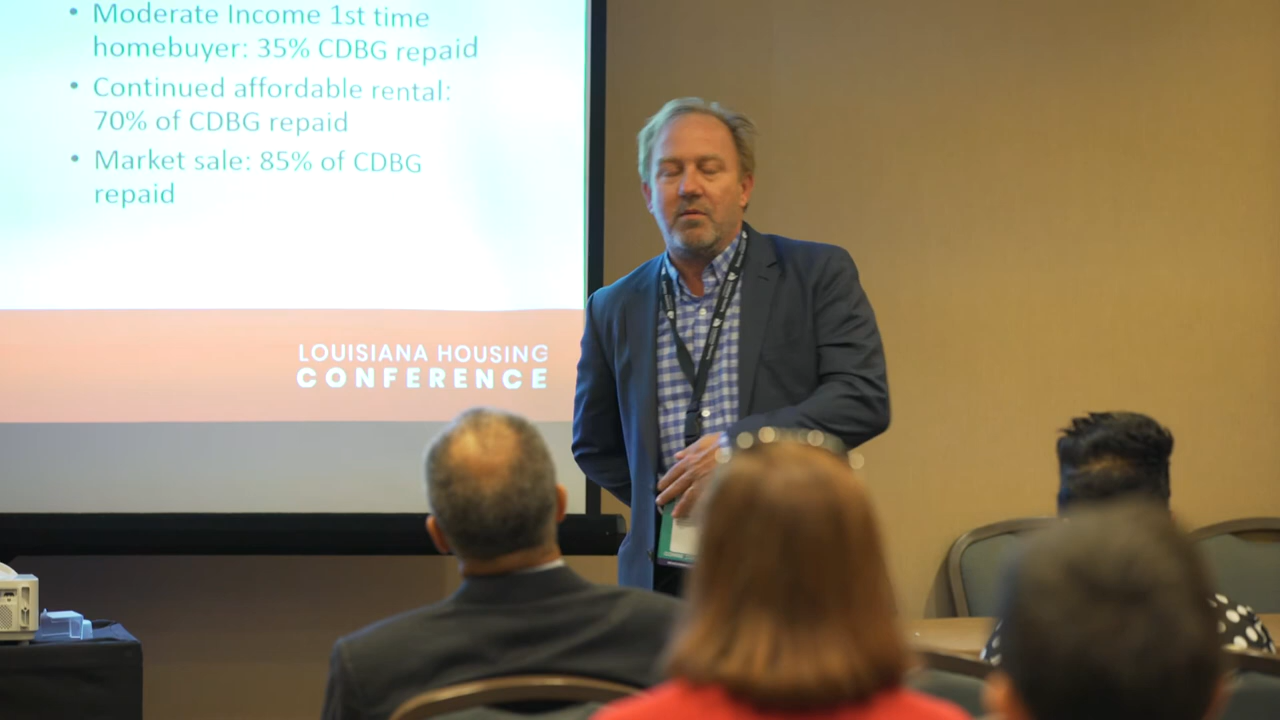 • Moderate Income 1st time
homebuyer: 35% CDBG repaid
• Continued affordable rental:
70% of CDBG repaid
• Market sale: 85% of CDBG
repaid
LOUISIANA HOUSING
CONFERENCE